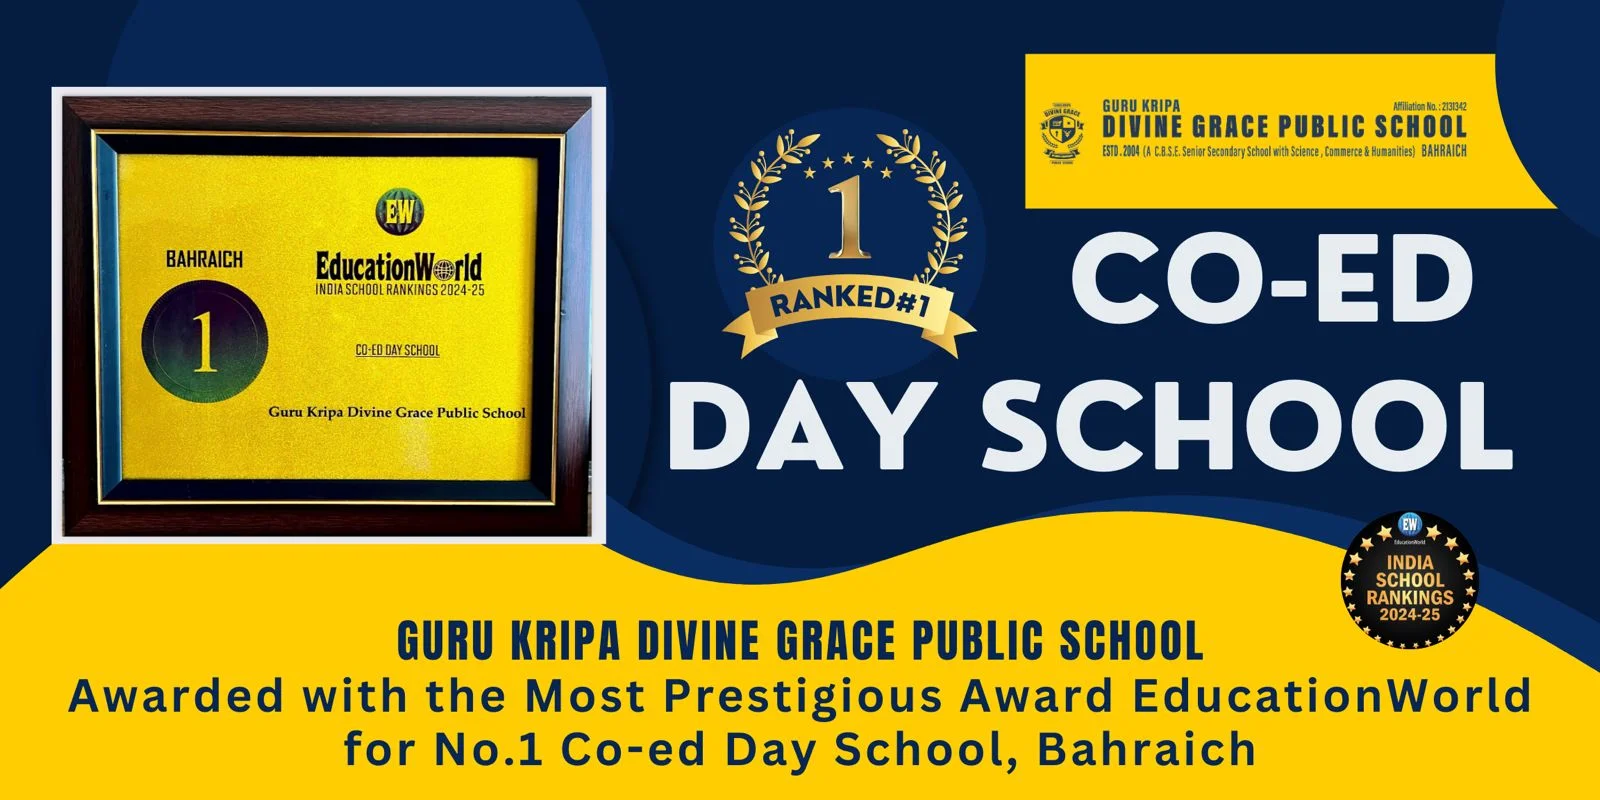 BAHRAICH
1
EW
EducationWorld
INDIA SCHOOL RANKINGS 2024-25
CO-ED DAY SCHOOL
Guru Kripa Divine Grace Public School
1
RANKED#1
GURU KRIPA
Affiliation No. : 2131342
DIVINE GRACE PUBLIC SCHOOL
ESTD. 2004 (A C.B.S.E. Senior Secondary School with Science, Commerce & Humanities) BAHRAICH
CO-ED
DAY SCHOOL
EW
EducationWorld
INDIA
SCHOOL
RANKINGS
2024-25
GURU KRIPA DIVINE GRACE PUBLIC SCHOOL
Awarded with the Most Prestigious Award EducationWorld
for No.1 Co-ed Day School, Bahraich